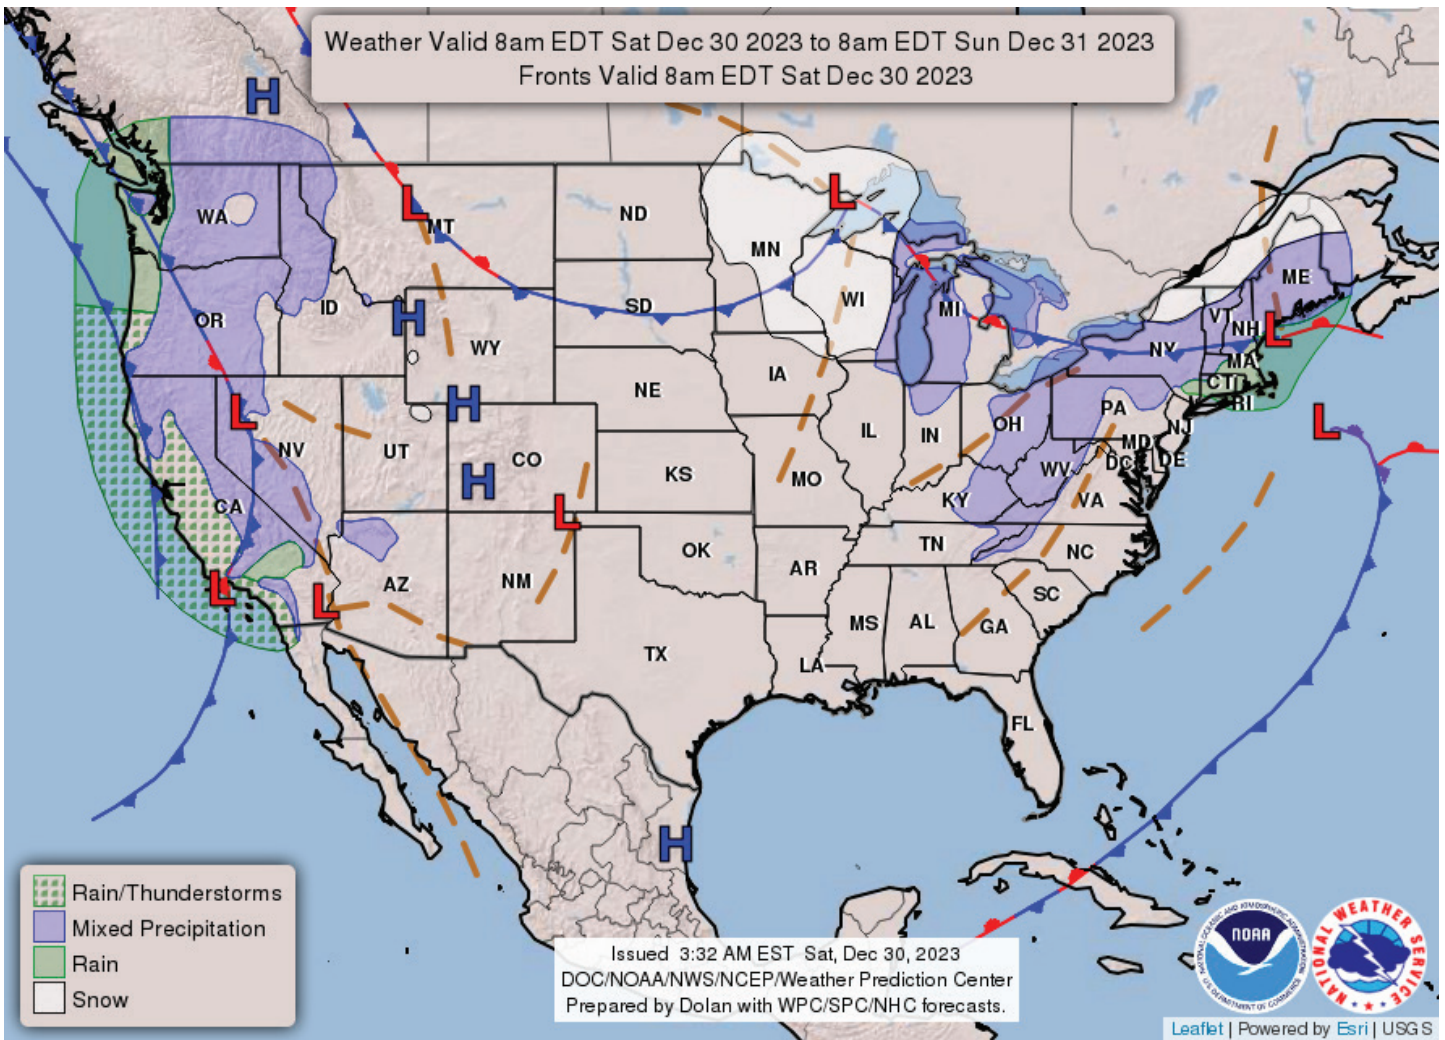 Weather Valid 8am EDT Sat Dec 30 2023 to 8am EDT Sun Dec 31 2023
Fronts Valid 8am EDT Sat Dec 30 2023
H
WA
L
MT
ND
MN
L
ME
OR
ID
H
SD
WI
MI
VT
NH
L
WY
NY
MA
IA
NE
CT
RI
H
L
PA
NJ
L
NV
UT
CO
IL
IN
OH
MD
DE
DC
H
KS
MO
WV
VA
KY
CA
L
OK
TN
NC
AR
L
L
AZ
NM
SC
MS
AL
GA
TX
LA
FL
H
Rain/Thunderstorms
Mixed Precipitation
Rain
Snow
Issued 3:32 AM EST Sat, Dec 30, 2023
DOC/NOAA/NWS/NCEP/Weather Prediction Center
Prepared by Dolan with WPC/SPC/NHC forecasts.
NOAA
NATIONAL WEATHER SERVICE
Leaflet | Powered by Esri | USGS